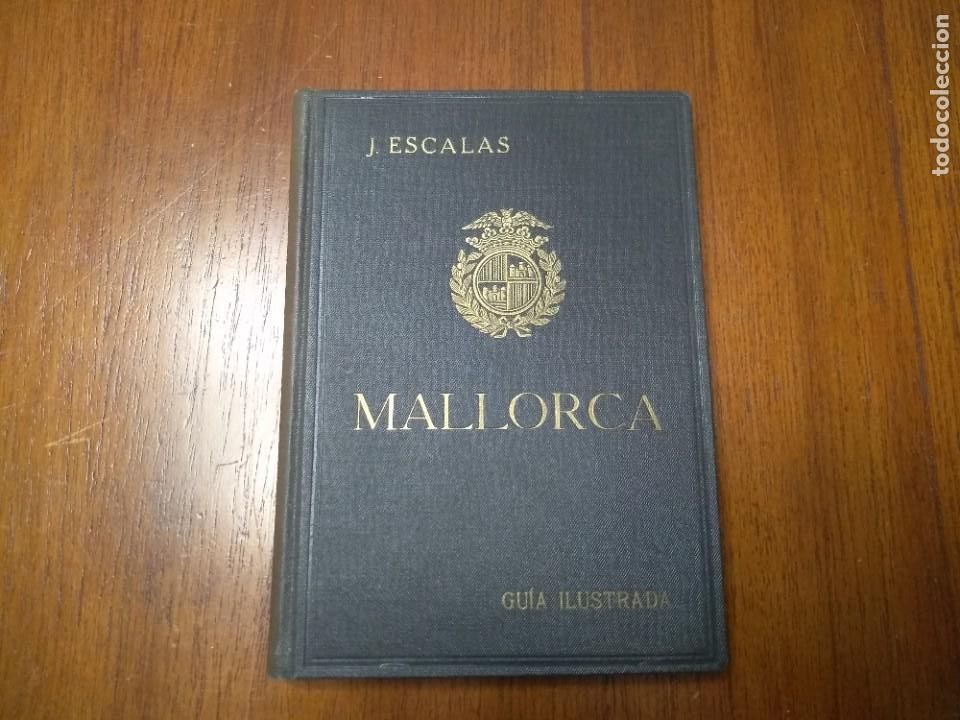 J. ESCALAS
MALLORCA
GUÍA ILUSTRADA
todocoleccion